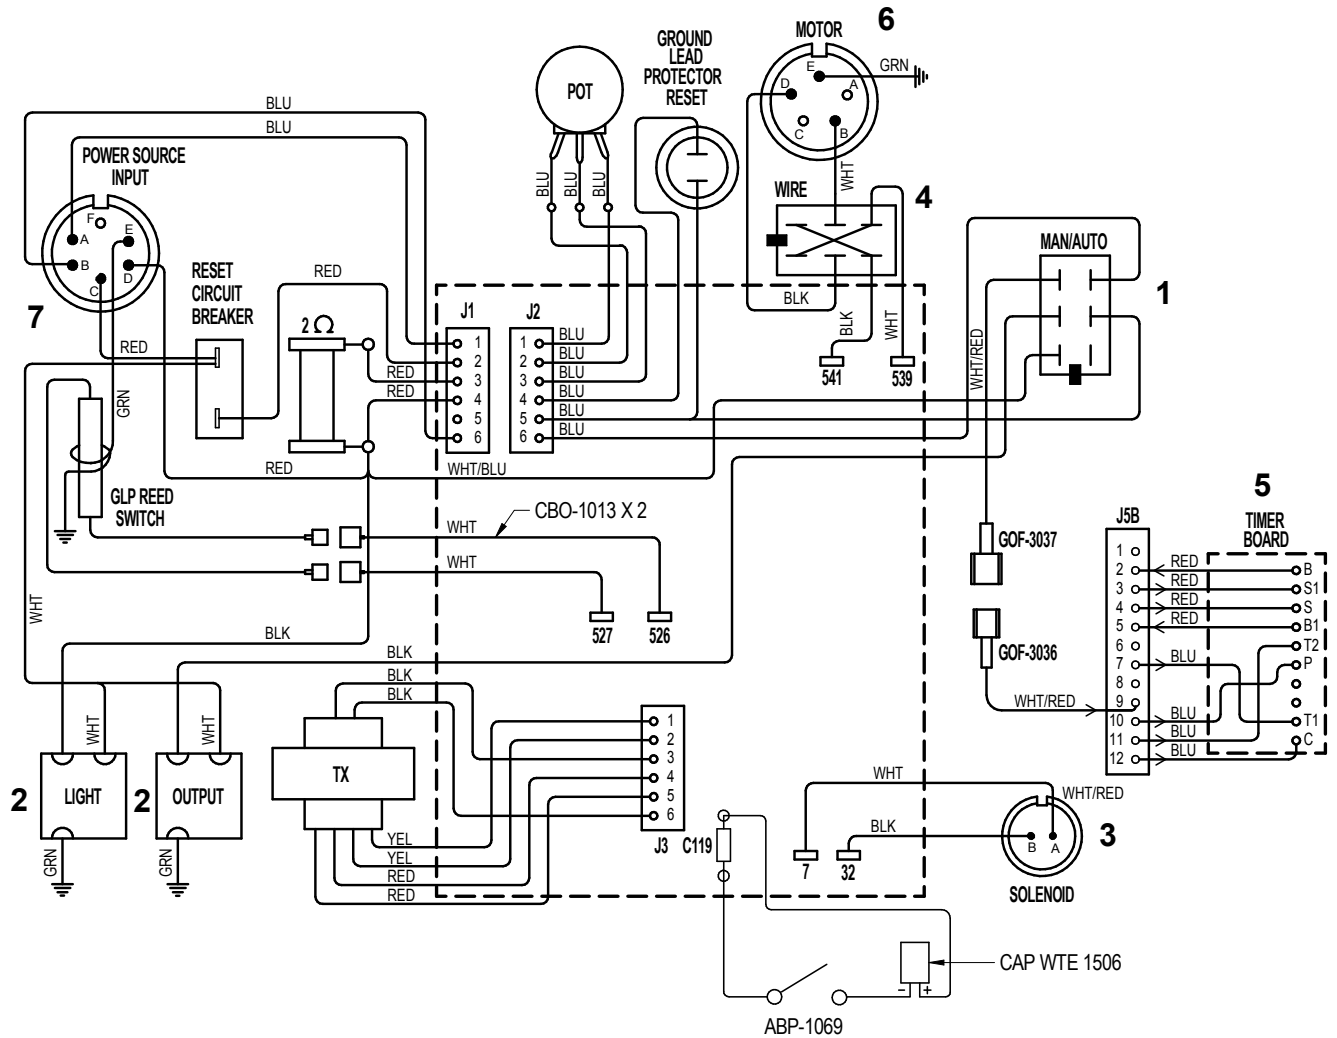 6
MOTOR
GROUND
LEAD
PROTECTOR
RESET
POT
E
GRN
D
A
C
B
BLU
BLU
POWER SOURCE
INPUT
F
A
E
B
D
C
7
RESET
CIRCUIT
BREAKER
RED
2 Ω
BLU
BLU
BLU
WHT
WIRE
4
MAN/AUTO
1
BLK
BLK
WHT
541
539
WHT/RED
J1
1
2
3
4
5
6
J2
1
2
3
4
5
6
BLU
BLU
BLU
BLU
BLU
BLU
RED
RED
RED
GRN
RED
WHT/BLU
GLP REED
SWITCH
CBO-1013 X 2
WHT
WHT
527
526
WHT
BLK
BLK
BLK
BLK
GOF-3037
GOF-3036
WHT/RED
5
TIMER
BOARD
J5B
1
2
3
4
5
6
7
8
9
10
11
12
RED
RED
RED
RED
BLU
BLU
BLU
BLU
B
S1
S
B1
T2
P
T1
C
WHT
WHT
2
LIGHT
2
OUTPUT
GRN
GRN
TX
YEL
YEL
RED
RED
1
2
3
4
5
6
J3
C119
WHT
BLK
7
32
WHT/RED
B
A
3
SOLENOID
CAP WTE 1506
–
+
ABP-1069